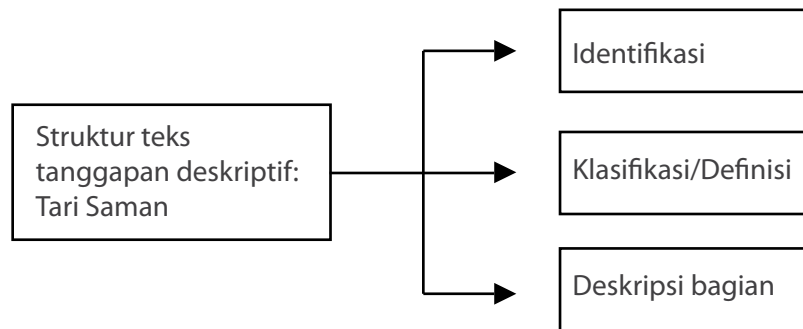 Struktur teks
tanggapan deskriptif:
Tari Saman
Identifikasi
Klasifikasi/Definisi
Deskripsi bagian